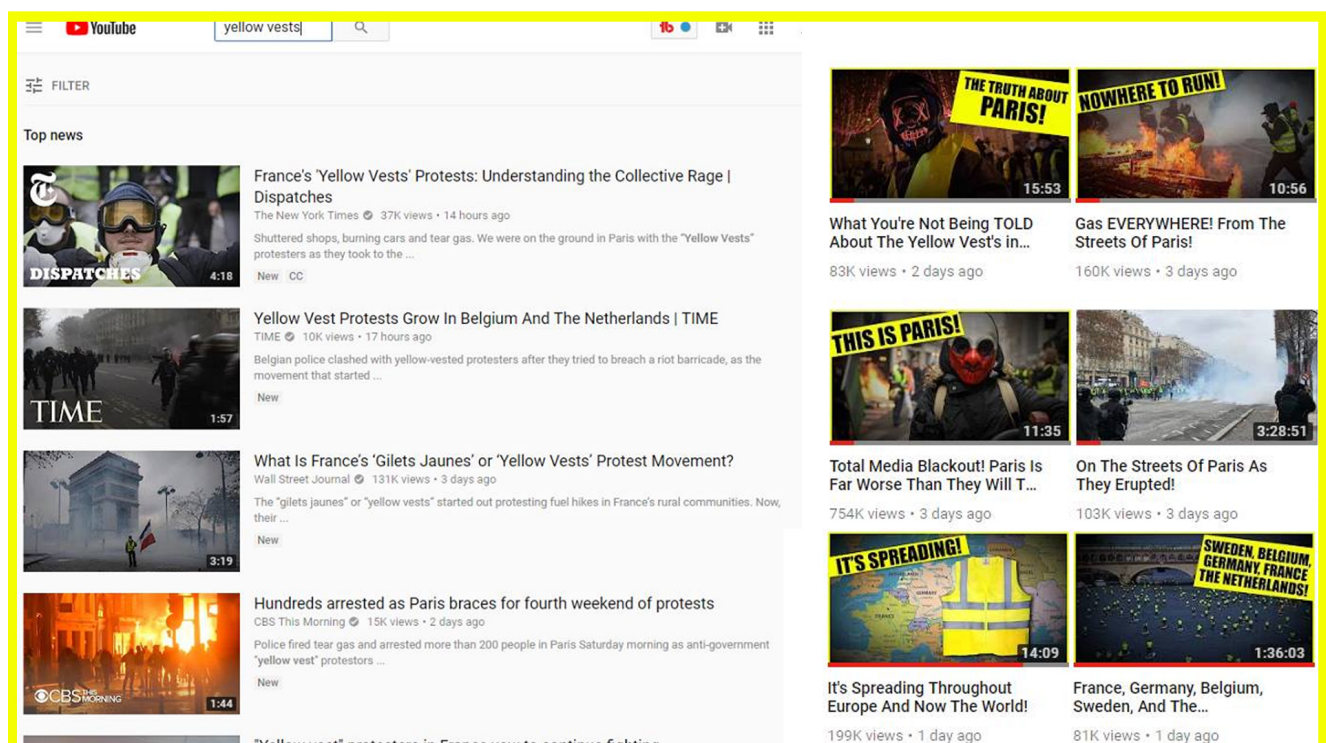 YouTube
yellow vests
FILTER
Top news
DISPATCHES
4:18
France's 'Yellow Vests' Protests: Understanding the Collective Rage |
Dispatches
The New York Times 37K views • 14 hours ago
Shuttered shops, burning cars and tear gas. We were on the ground in Paris with the "Yellow Vests"
protesters as they took to the ...
New CC
TIME
1:57
Yellow Vest Protests Grow In Belgium And The Netherlands | TIME
TIME 10K views • 17 hours ago
Belgian police clashed with yellow-vested protesters after they tried to breach a riot barricade, as the
movement that started ...
New
3:19
What Is France's 'Gilets Jaunes' or 'Yellow Vests' Protest Movement?
Wall Street Journal 131K views • 3 days ago
The "gilets jaunes" or "yellow vests" started out protesting fuel hikes in France's rural communities. Now,
their ...
New
CBS THIS MORNING
1:44
Hundreds arrested as Paris braces for fourth weekend of protests
CBS This Morning 15K views • 2 days ago
Police fired tear gas and arrested more than 200 people in Paris Saturday morning as anti-government
"yellow vest" protestors ...
New
THE TRUTH ABOUT
PARIS!
15:53
What You're Not Being TOLD
About The Yellow Vest's in...
83K views • 2 days ago
NOWHERE TO RUN!
10:56
Gas EVERYWHERE! From The
Streets Of Paris!
160K views • 3 days ago
THIS IS PARIS!
11:35
Total Media Blackout! Paris Is
Far Worse Than They Will T...
754K views • 3 days ago
3:28:51
On The Streets Of Paris As
They Erupted!
103K views • 3 days ago
IT'S SPREADING!
14:09
It's Spreading Throughout
Europe And Now The World!
199K views • 1 day ago
SWEDEN, BELGIUM,
GERMANY, FRANCE
THE NETHERLANDS!
1:36:03
France, Germany, Belgium,
Sweden, And The...
81K views • 1 day ago